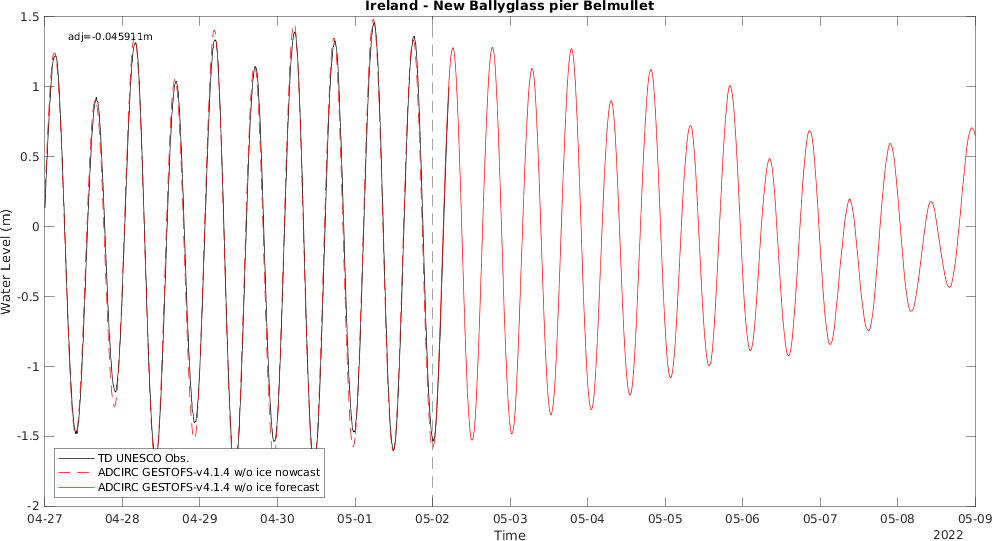 Ireland - New Ballyglass pier Belmullet
adj=-0.045911m
1.5
1
0.5
0
-0.5
-1
-1.5
-2
Water Level (m)
TD UNESCO Obs.
ADCIRC GESTOFS-v4.1.4 w/o ice nowcast
ADCIRC GESTOFS-v4.1.4 w/o ice forecast
04-27 04-28 04-29 04-30 05-01 05-02 05-03 05-04 05-05 05-06 05-07 05-08 05-09
Time
2022